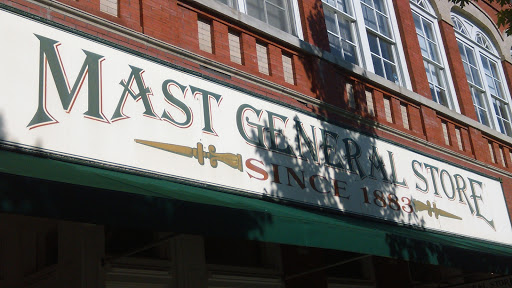 MAST GENERAL STORE
SINCE 1883